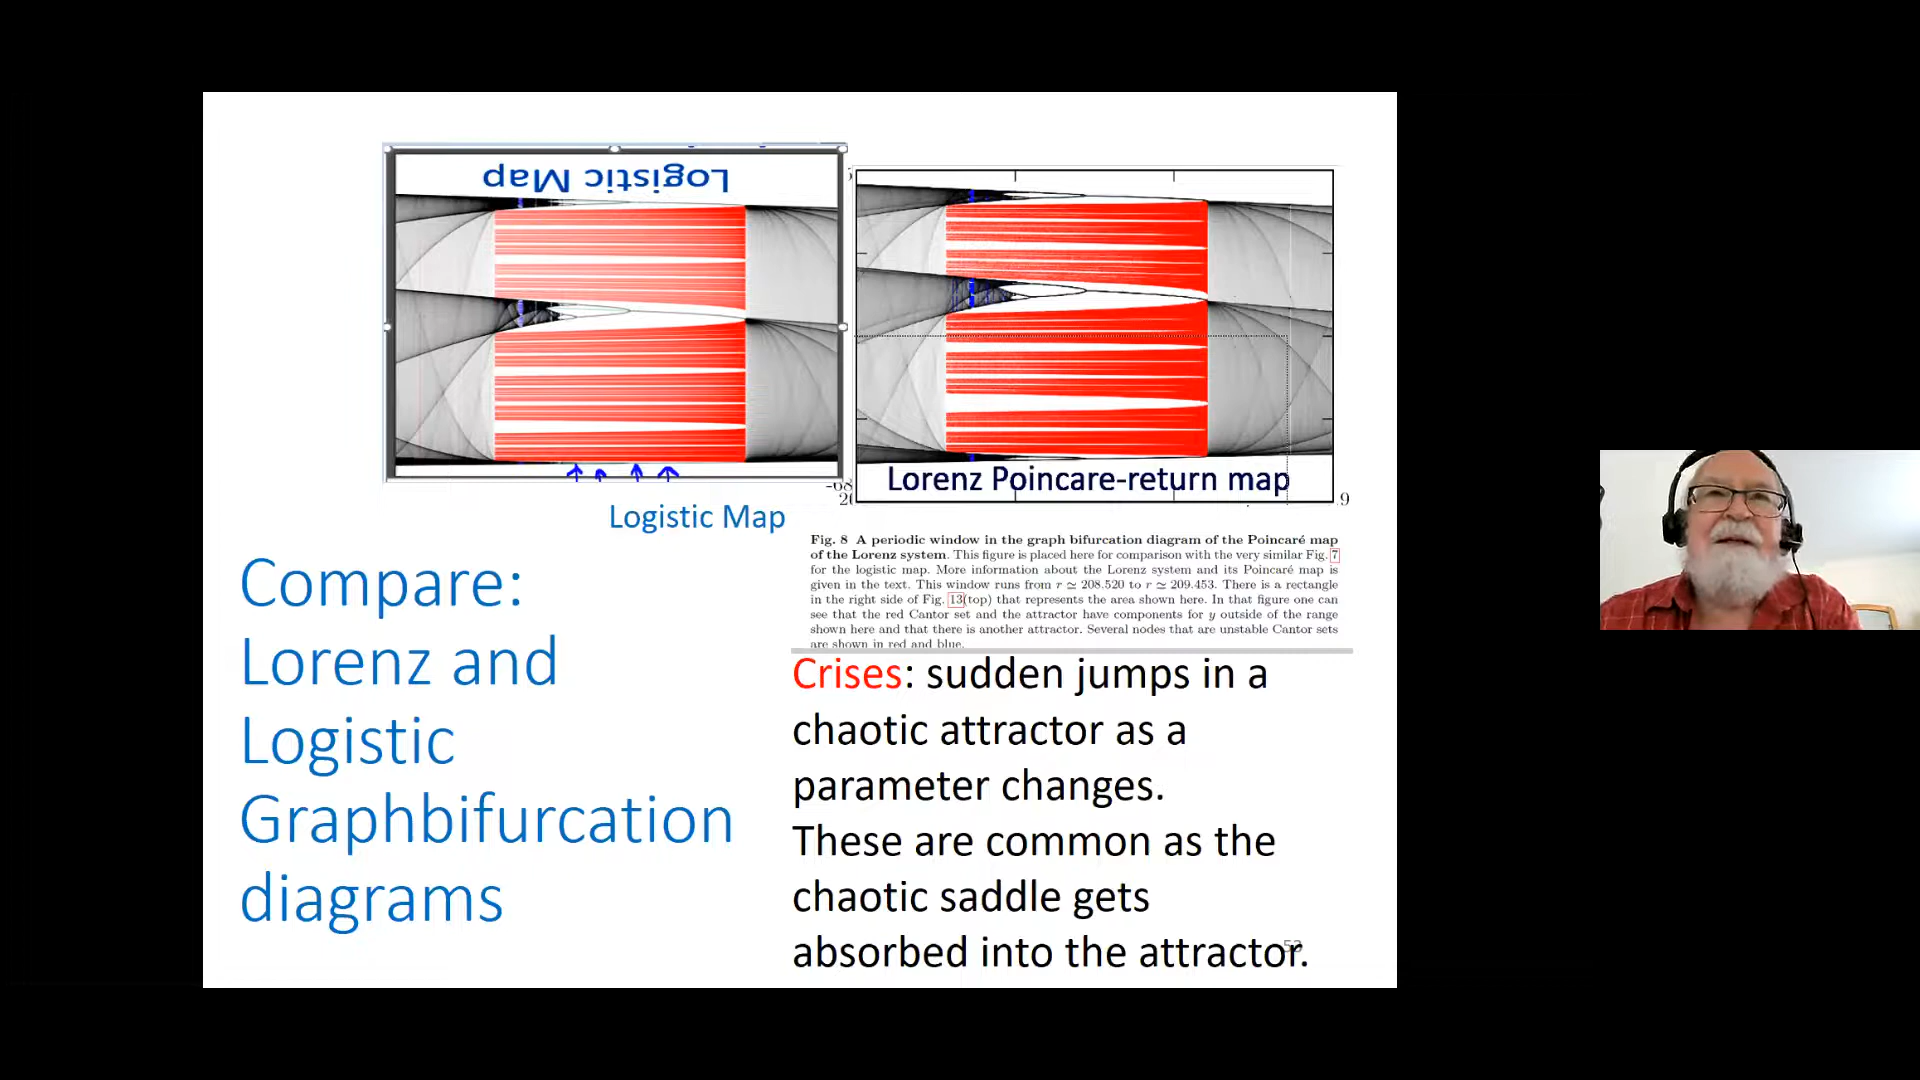 Logistic Map
Lorenz Poincare-return map
-68
20
9
Logistic Map
Fig. 8 A periodic window in the graph bifurcation diagram of the Poincaré map
of the Lorenz system. This figure is placed here for comparison with the very similar Fig. 7
for the logistic map. More information about the Lorenz system and its Poincaré map is
given in the text. This window runs from r ≃ 208.520 to r ≃ 209.453. There is a rectangle
in the right side of Fig. 13(top) that represents the area shown here. In that figure one can
see that the red Cantor set and the attractor have components for y outside of the range
shown here and that there is another attractor. Several nodes that are unstable Cantor sets
are shown in red and blue.
Compare:
Lorenz and
Logistic
Graphbifurcation
diagrams
Crises: sudden jumps in a
chaotic attractor as a
parameter changes.
These are common as the
chaotic saddle gets
absorbed into the attractor.
53